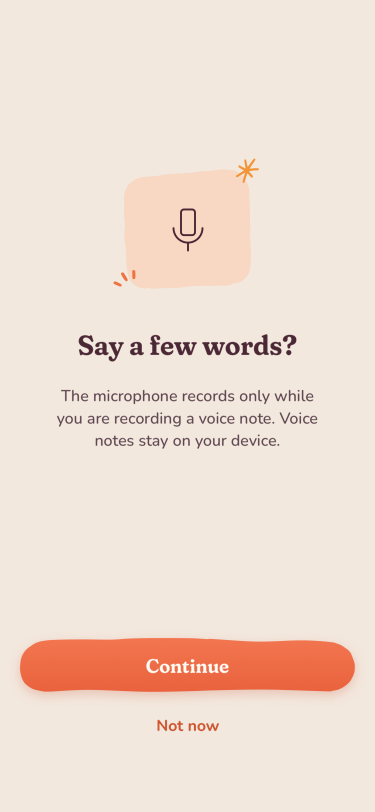 Say a few words?
The microphone records only while
you are recording a voice note. Voice
notes stay on your device.
Continue
Not now